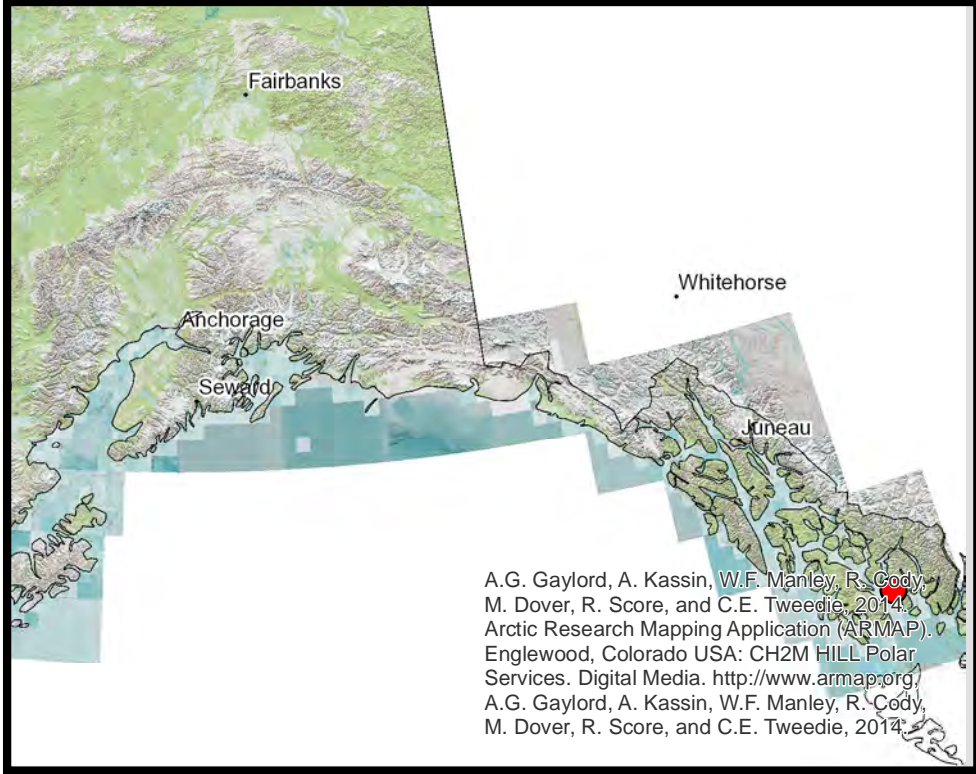 Fairbanks
Whitehorse
Anchorage
Seward
Juneau
A.G. Gaylord, A. Kassin, W.F. Manley, R. Cody,
M. Dover, R. Score, and C.E. Tweedie, 2014.
Arctic Research Mapping Application (ARMAP).
Englewood, Colorado USA: CH2M HILL Polar
Services. Digital Media. http://www.armap.org,
A.G. Gaylord, A. Kassin, W.F. Manley, R. Cody,
M. Dover, R. Score, and C.E. Tweedie, 2014.